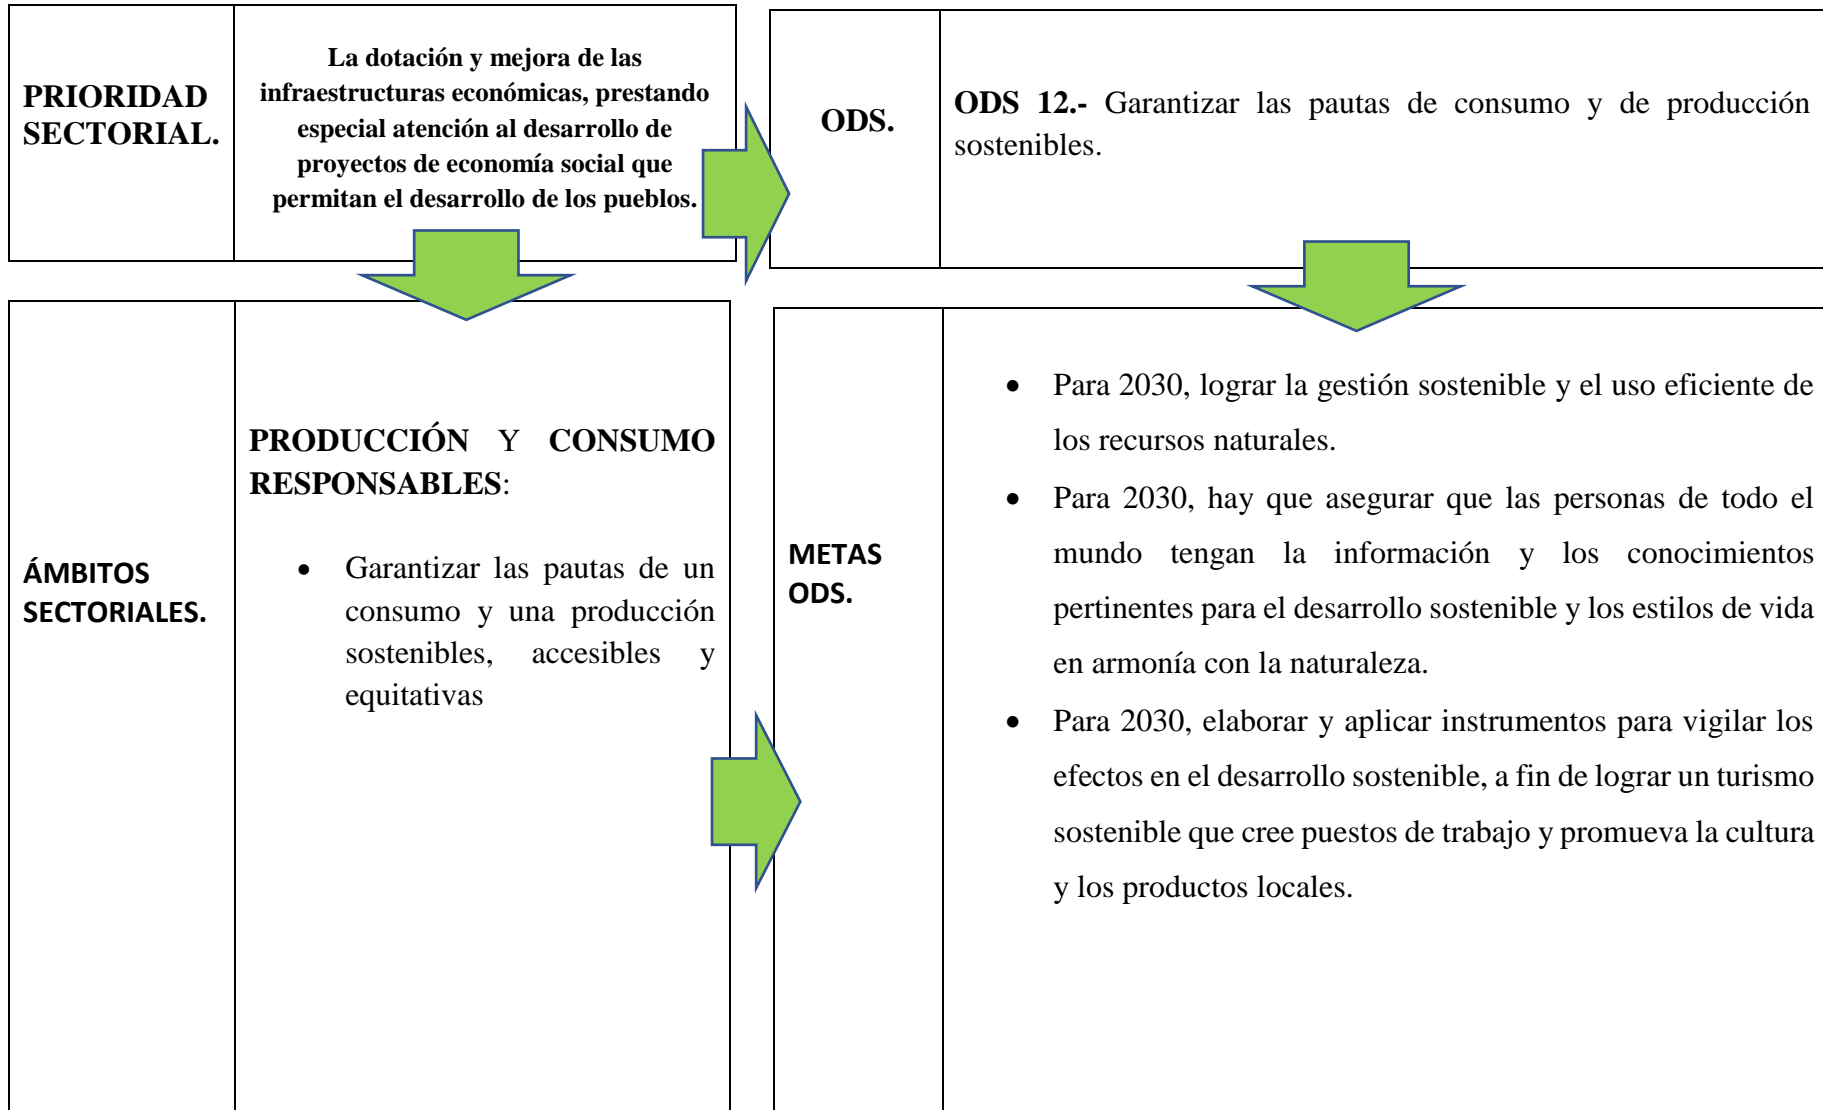 PRIORIDAD
SECTORIAL.
La dotación y mejora de las
infraestructuras económicas, prestando
especial atención al desarrollo de
proyectos de economía social que
permitan el desarrollo de los pueblos.
ODS.
ODS 12.- Garantizar las pautas de consumo y de producción
sostenibles.
ÁMBITOS
SECTORIALES.
PRODUCCIÓN Y CONSUMO
RESPONSABLES:
• Garantizar las pautas de un
consumo y una producción
sostenibles, accesibles y
equitativas
METAS
ODS.
• Para 2030, lograr la gestión sostenible y el uso eficiente de
los recursos naturales.
• Para 2030, hay que asegurar que las personas de todo el
mundo tengan la información y los conocimientos
pertinentes para el desarrollo sostenible y los estilos de vida
en armonía con la naturaleza.
• Para 2030, elaborar y aplicar instrumentos para vigilar los
efectos en el desarrollo sostenible, a fin de lograr un turismo
sostenible que cree puestos de trabajo y promueva la cultura
y los productos locales.